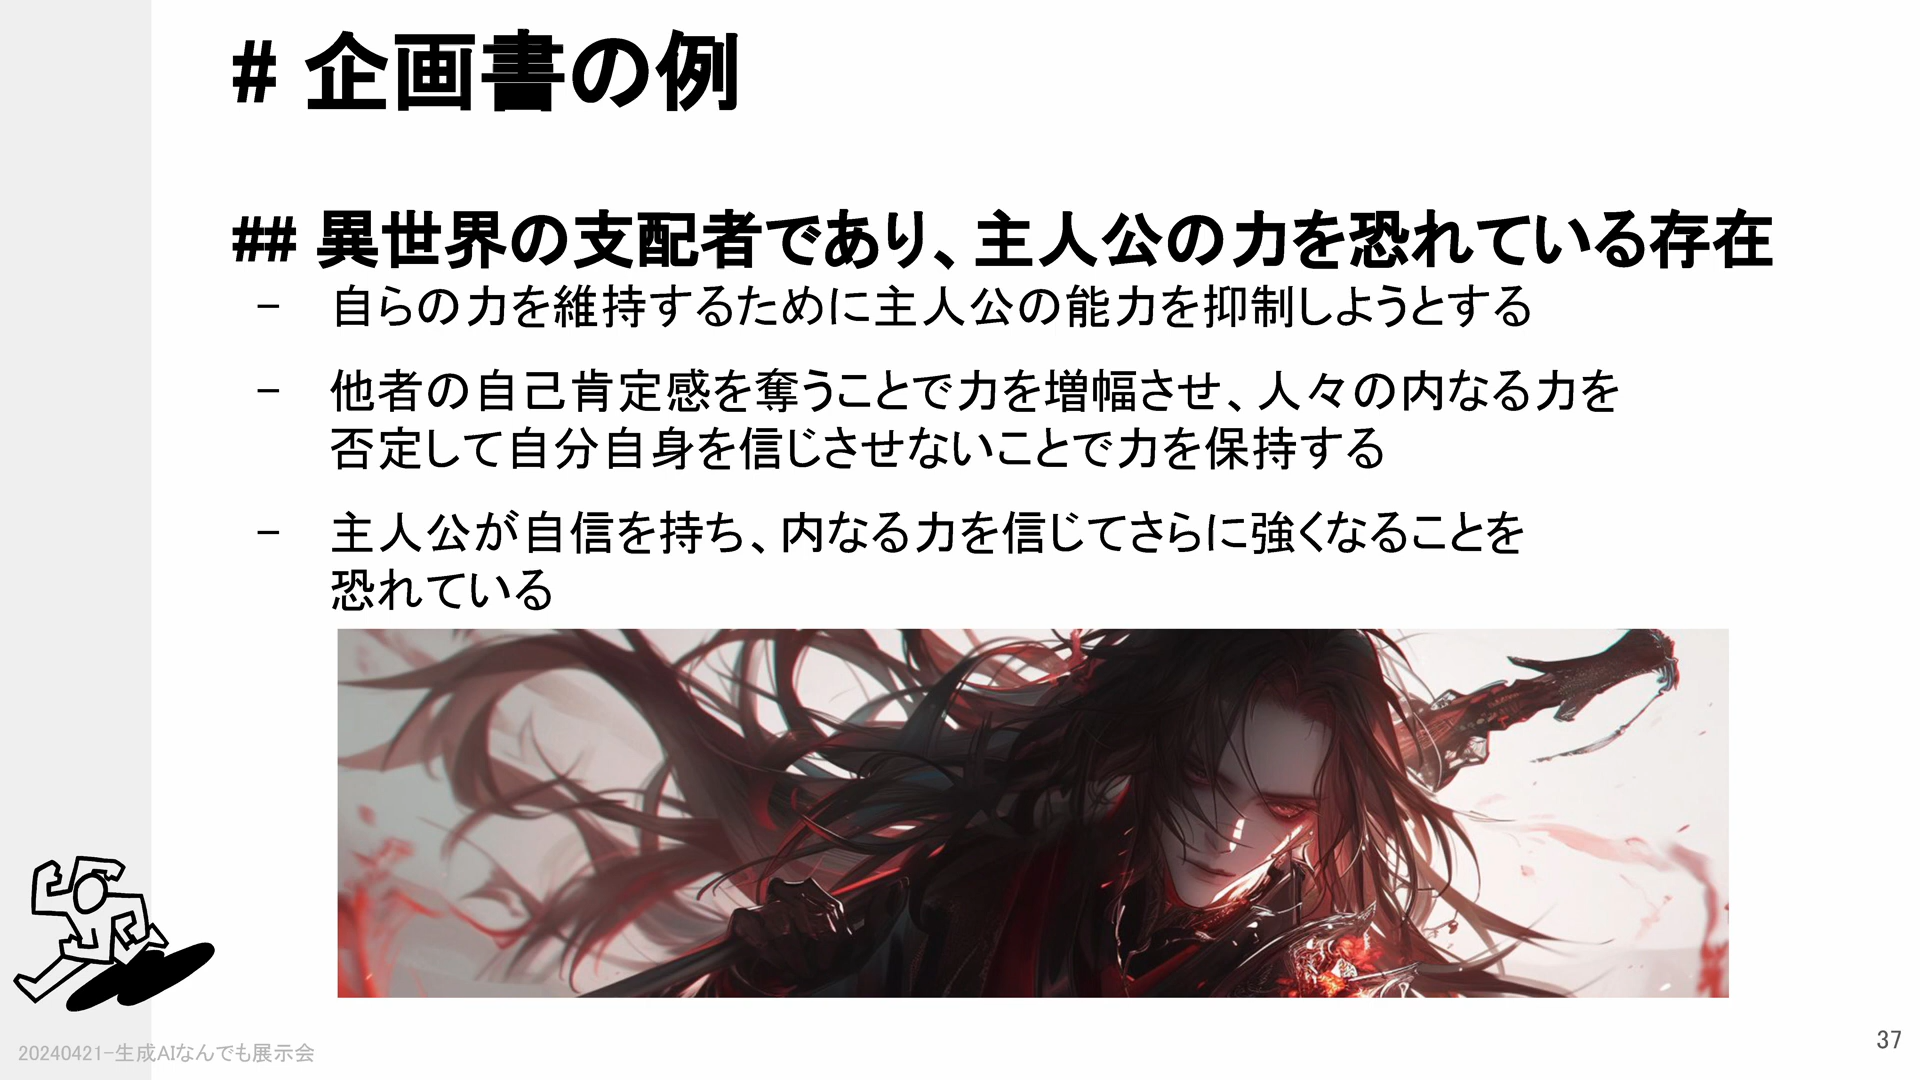 # 企画書の例
## 異世界の支配者であり、主人公の力を恐れている存在
- 自らの力を維持するために主人公の能力を抑制しようとする
- 他者の自己肯定感を奪うことで力を増幅させ、人々の内なる力を
否定して自分自身を信じさせないことで力を保持する
- 主人公が自信を持ち、内なる力を信じてさらに強くなることを
恐れている
20240421-生成AIなんでも展示会
37